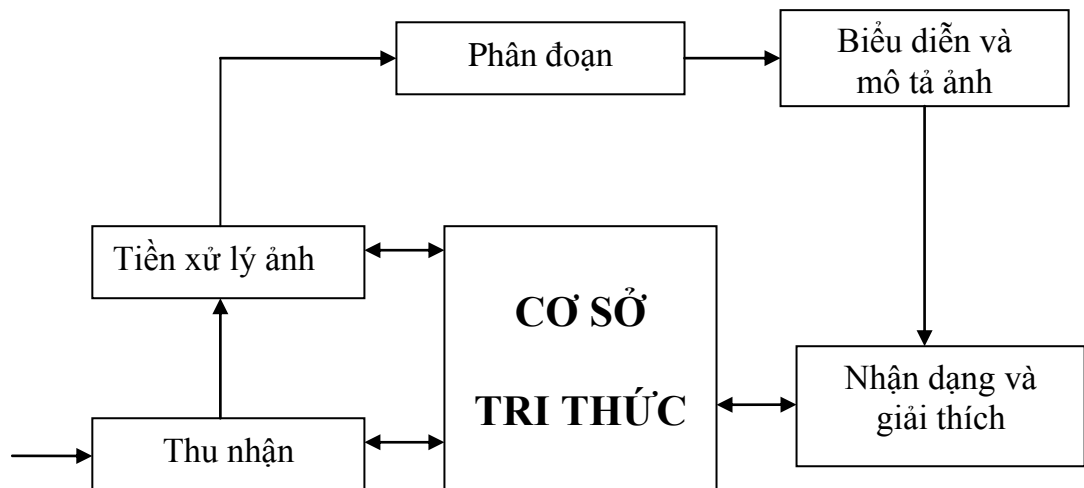 Phân đoạn
Biểu diễn và
mô tả ảnh
Tiền xử lý ảnh
CƠ SỞ
TRI THỨC
Nhận dạng và
giải thích
Thu nhận